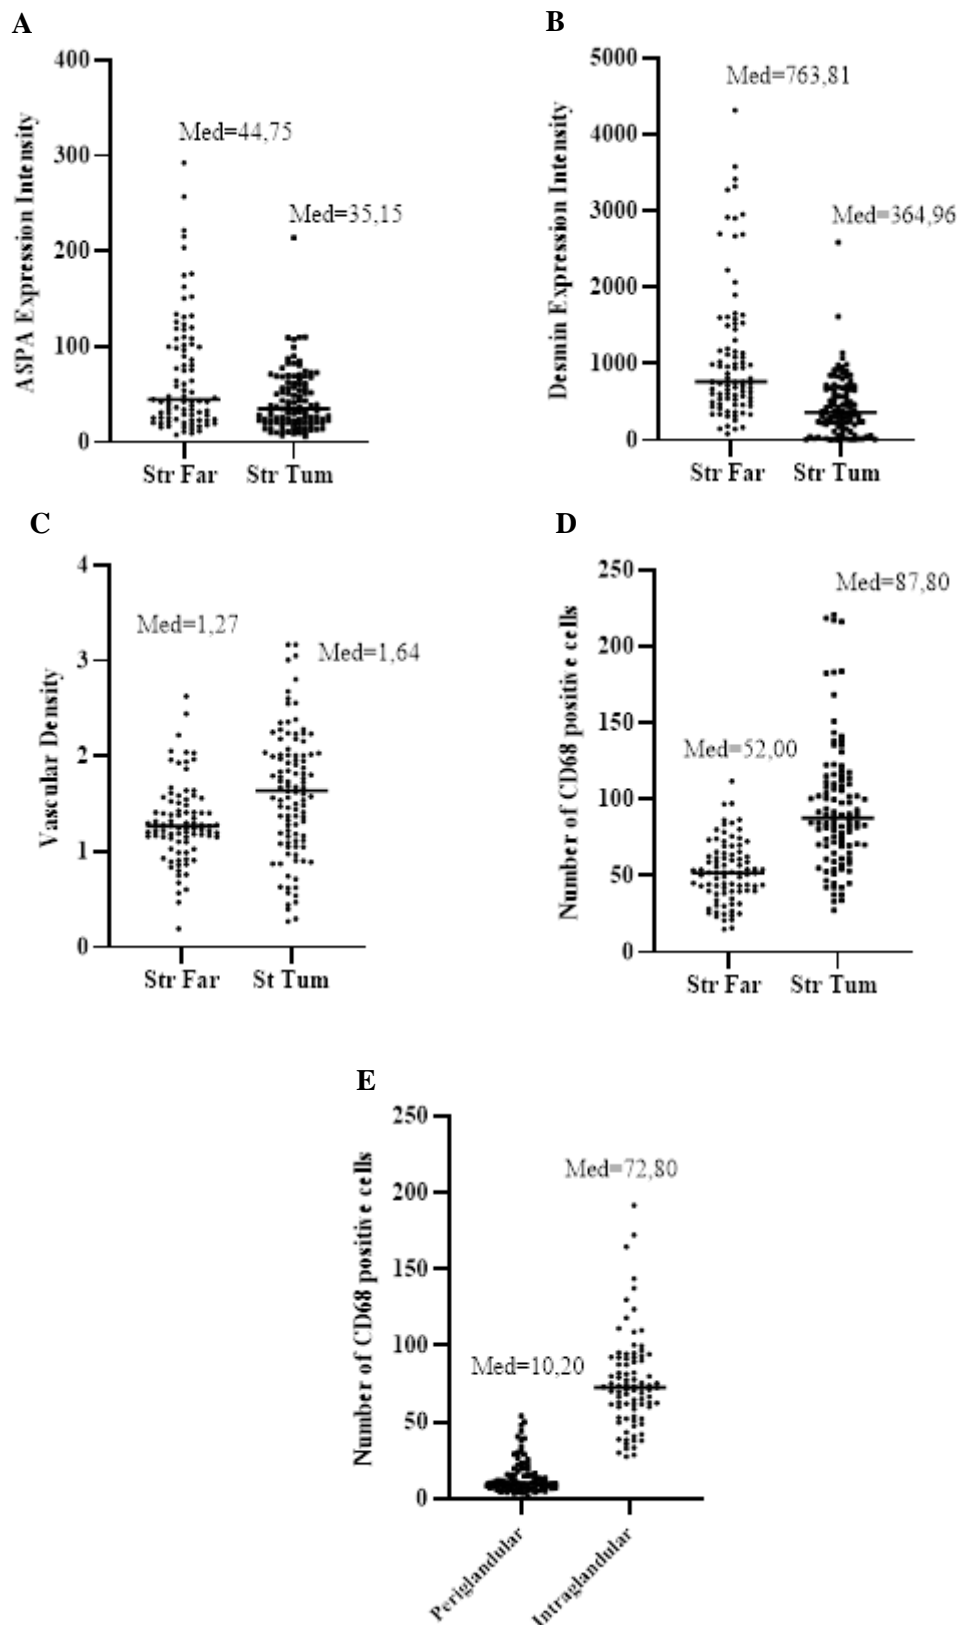 A
ASPA Expression Intensity
400
300
200
100
0
Med=44,75
Med=35,15
Str Far
Str Tum
B
Desmin Expression Intensity
5000
4000
3000
2000
1000
0
Med=763,81
Med=364,96
Str Far
Str Tum
C
Vascular Density
4
3
2
1
0
Med=1,27
Med=1,64
Str Far
St Tum
D
Number of CD68 positive cells
250
200
150
100
50
0
Med=52,00
Med=87,80
Str Far
Str Tum
E
Number of CD68 positive cells
250
200
150
100
50
0
Med=10,20
Med=72,80
Periglandular
Intraglandular